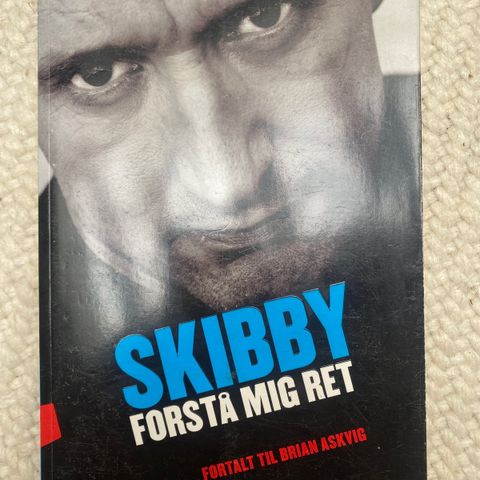 SKIBBY
FORSTÅ MIG RET
FORTALT TIL BRIAN ASKVIG